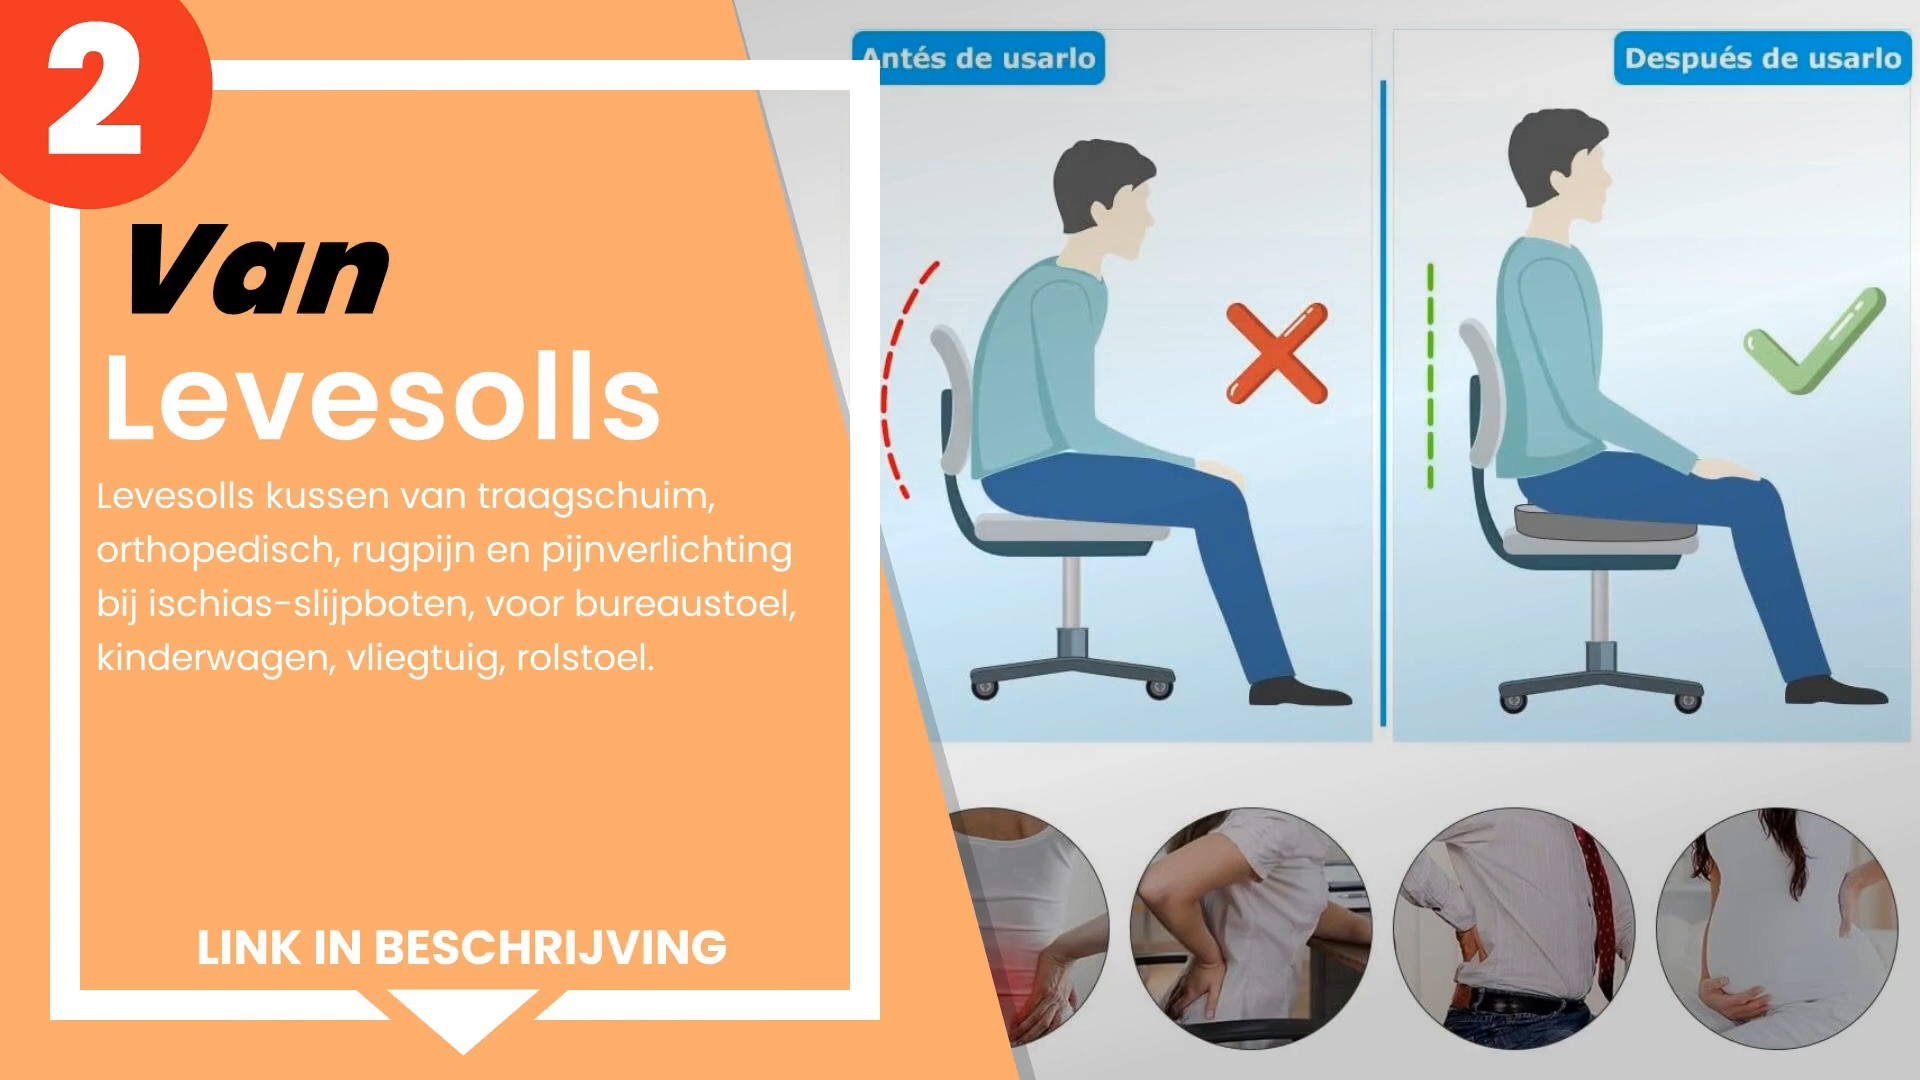 2
Van
Levesolls
Levesolls kussen van traagschuim,
orthopedisch, rugpijn en pijnverlichting
bij ischias-slijpboten, voor bureaustoel,
kinderwagen, vliegtuig, rolstoel.
LINK IN BESCHRIJVING
Antés de usarlo
Después de usarlo